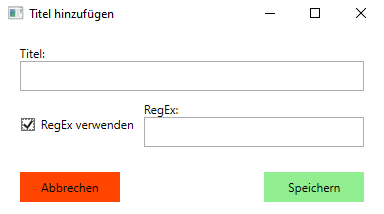 Titel hinzufügen
Titel:
RegEx:
RegEx verwenden
Abbrechen
Speichern